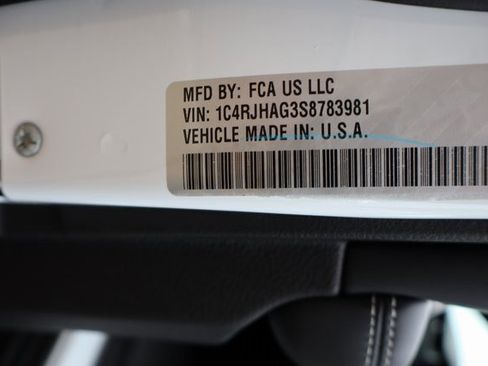 MFD BY: FCA US LLC
VIN: 1C4RJHAG3S8783981
VEHICLE MADE IN: U.S.A.